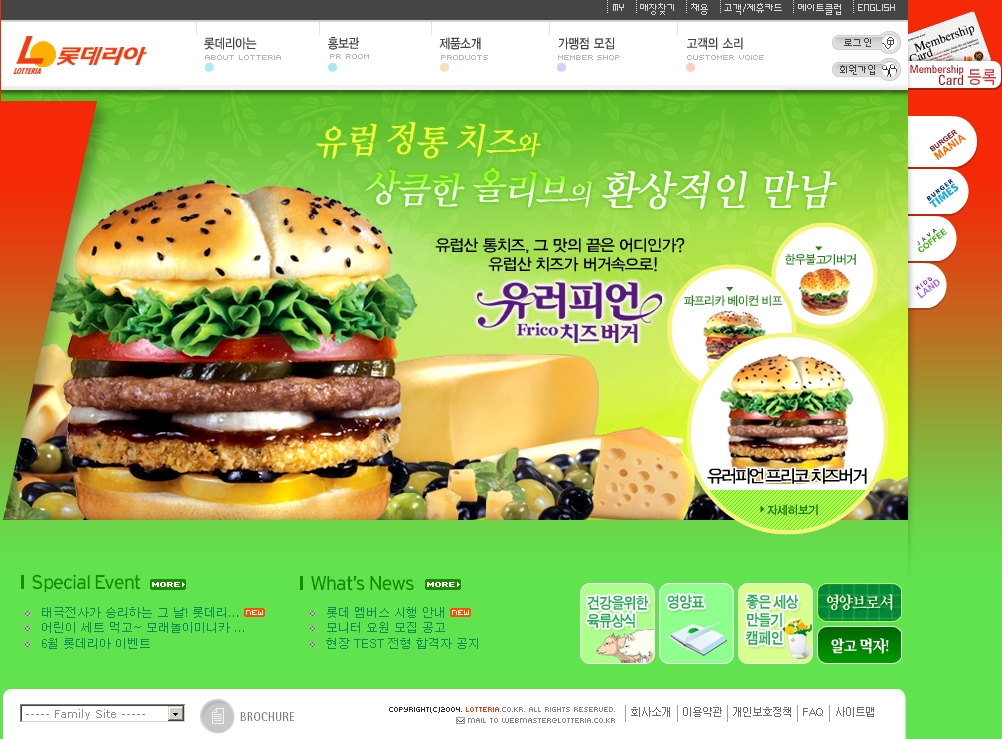 MY 매장찾기 채용 고객/제휴카드 메이트클럽 ENGLISH
Membership
Card
LOTTERIA 롯데리아
롯데리아는 홍보관 제품소개 가맹점 모집 고객의 소리
ABOUT LOTTERIA PR ROOM PRODUCTS MEMBER SHOP CUSTOMER VOICE
로그인
회원가입
Membership
Card 등록
BURGER
MANIA
BURGER
TIMES
JAVA
COFFEE
KIDS
LAND
유럽 정통 치즈와
상큼한 올리브의 환상적인 만남
유럽산 통치즈, 그 맛의 끝은 어디인가?
유럽산 치즈가 버거속으로!
유러피언
Frico 치즈버거
한우불고기버거
파프리카 베이컨 비프
유러피언 프리코 치즈버거
자세히보기
Special Event MORE
태극전사가 승리하는 그 날! 롯데리... NEW
어린이 세트 먹고~ 모래놀이미니카 ...
6월 롯데리아 이벤트
What's News MORE
롯데 멤버스 시행 안내 NEW
모니터 요원 모집 공고
현장 TEST 전형 합격자 공지
건강을위한
육류상식
영양표
좋은 세상
만들기
캠페인
영양브로셔
알고 먹자!
----- Family Site -----
BROCHURE
COPYRIGHT(C)2004. LOTTERIA.CO.KR. ALL RIGHTS RESERVED.
MAIL TO WEBMASTER@LOTTERIA.CO.KR
회사소개 이용약관 개인보호정책 FAQ 사이트맵